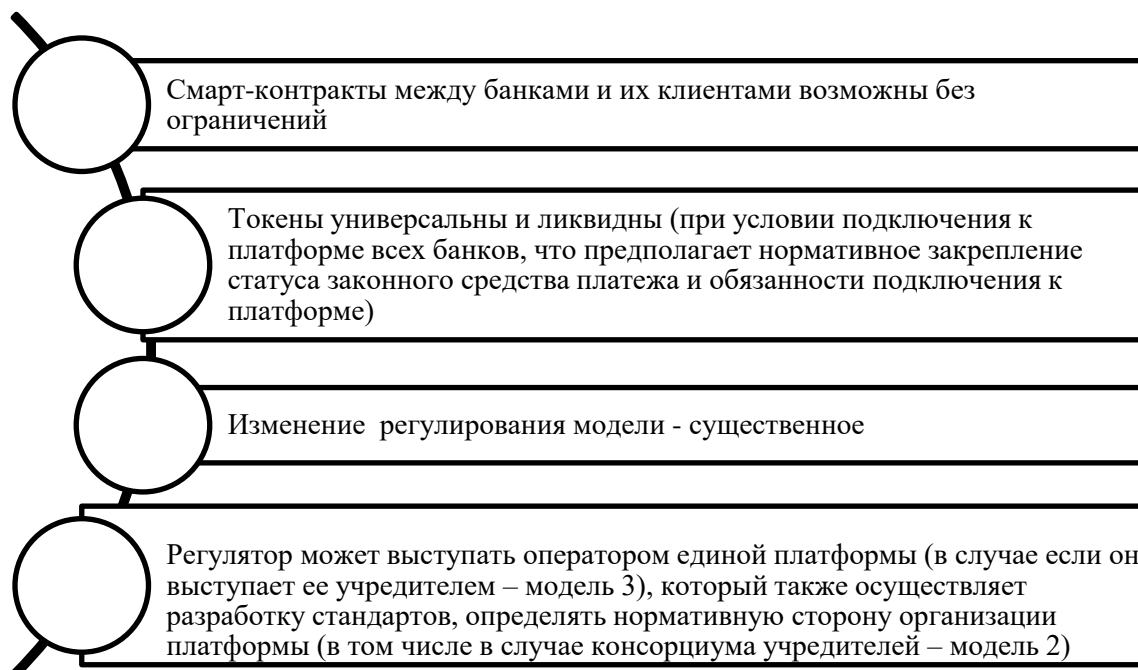 Смарт-контракты между банками и их клиентами возможны без
ограничений
Токены универсальны и ликвидны (при условии подключения к
платформе всех банков, что предполагает нормативное закрепление
статуса законного средства платежа и обязанности подключения к
платформе)
Изменение  регулирования модели - существенное
Регулятор может выступать оператором единой платформы (в случае если он
выступает ее учредителем – модель 3), который также осуществляет
разработку стандартов, определять нормативную сторону организации
платформы (в том числе в случае консорциума учредителей – модель 2)